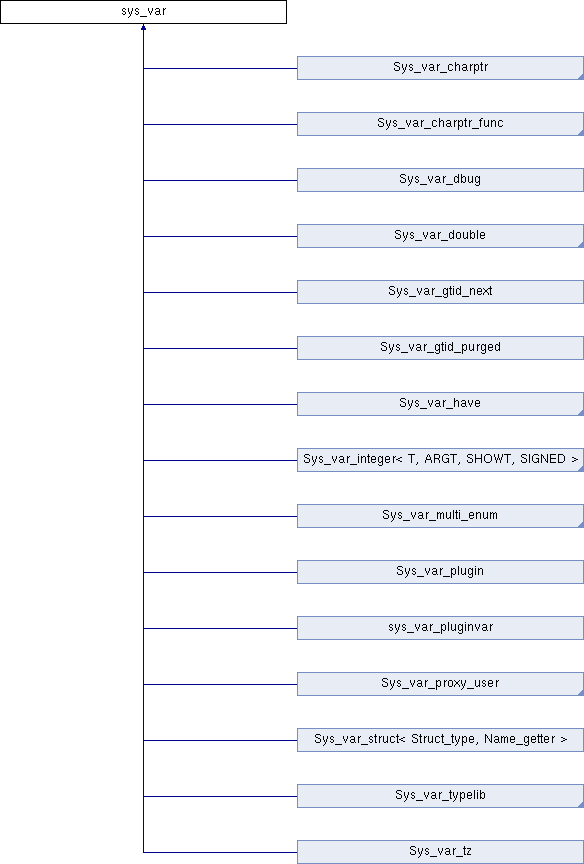 sys_var
Sys_var_charptr
Sys_var_charptr_func
Sys_var_dbug
Sys_var_double
Sys_var_gtid_next
Sys_var_gtid_purged
Sys_var_have
Sys_var_integer< T, ARGT, SHOWT, SIGNED >
Sys_var_multi_enum
Sys_var_plugin
sys_var_pluginvar
Sys_var_proxy_user
Sys_var_struct< Struct_type, Name_getter >
Sys_var_typelib
Sys_var_tz